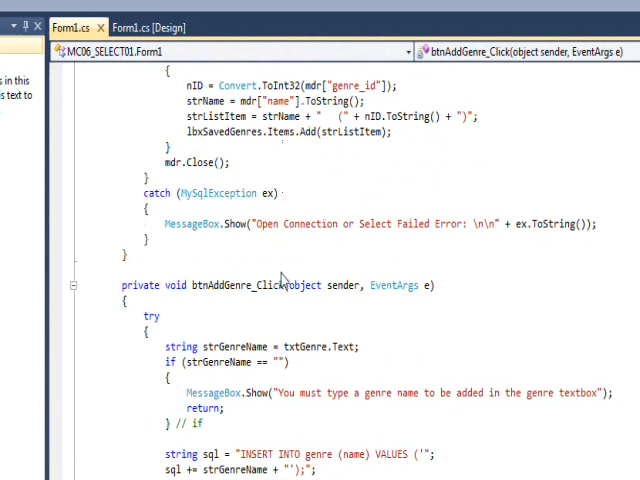 Form1.cs X Form1.cs [Design]
MC06_SELECT01.Form1 btnAddGenre_Click(object sender, EventArgs e)
s in this
is text to
{
nID = Convert.ToInt32(mdr["genre_id"]);
strName = mdr["name"].ToString();
strListItem = strName + "   (" + nID.ToString() + ")";
lbxSavedGenres.Items.Add(strListItem);
}
mdr.Close();
}
catch (MySqlException ex)
{
MessageBox.Show("Open Connection or Select Failed Error: \n\n" + ex.ToString());
}
}
private void btnAddGenre_Click(object sender, EventArgs e)
{
try
{
string strGenreName = txtGenre.Text;
if (strGenreName == "")
{
MessageBox.Show("You must type a genre name to be added in the genre textbox");
return;
} // if
string sql = "INSERT INTO genre (name) VALUES ('";
sql += strGenreName + "');";